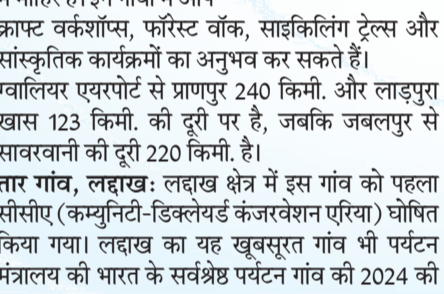 क्राफ्ट वर्कशॉप्स, फॉरेस्ट वॉक, साइकिलिंग ट्रेल्स और
सांस्कृतिक कार्यक्रमों का अनुभव कर सकते हैं।
ग्वालियर एयरपोर्ट से प्राणपुर 240 किमी. और लाड़पुरा
खास 123 किमी. की दूरी पर है, जबकि जबलपुर से
सावरवानी की दूरी 220 किमी. है।
तार गांव, लद्दाखः लद्दाख क्षेत्र में इस गांव को पहला
सीसीए (कम्युनिटी-डिक्लेयर्ड कंजरवेशन एरिया) घोषित
किया गया। लद्दाख का यह खूबसूरत गांव भी पर्यटन
मंत्रालय की भारत के सर्वश्रेष्ठ पर्यटन गांव की 2024 की